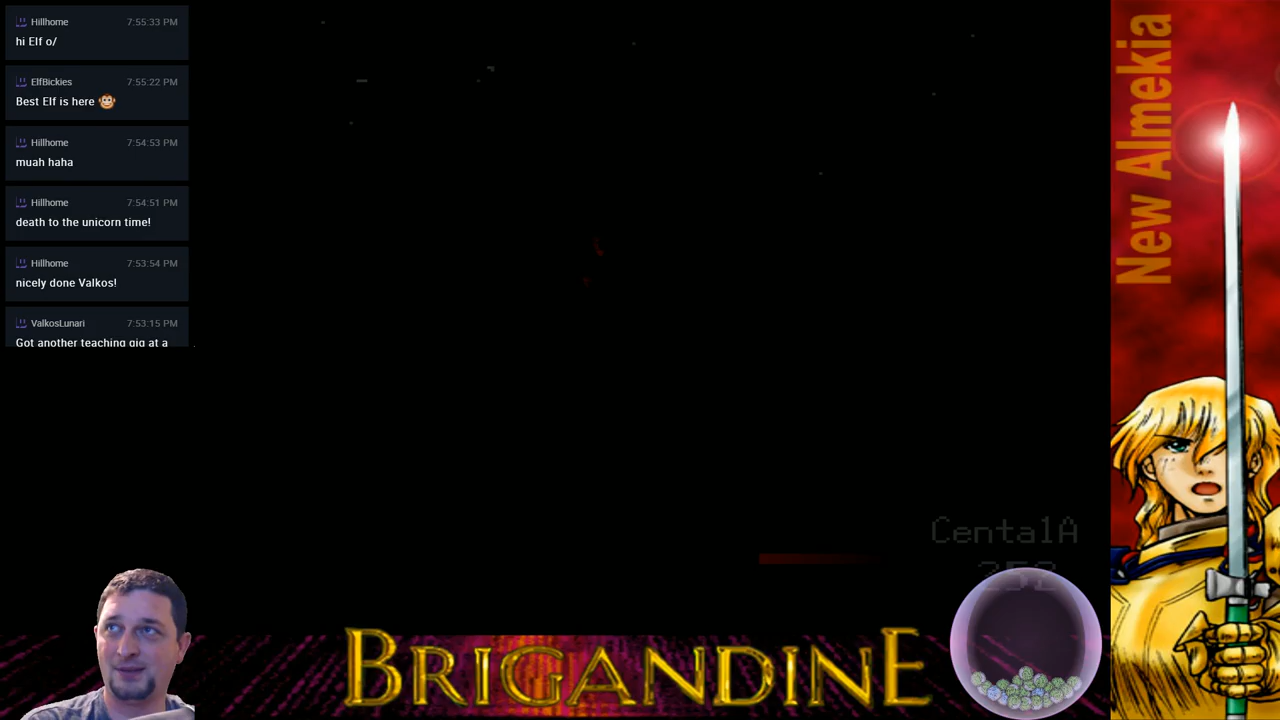 Hillhome 7:55:33 PM
hi Elf o/
ElfBickies 7:55:22 PM
Best Elf is here
Hillhome 7:54:53 PM
muah haha
Hillhome 7:54:51 PM
death to the unicorn time!
Hillhome 7:53:54 PM
nicely done Valkos!
ValkosLunari 7:53:15 PM
Got another teaching gig at a
New Almekia
CentalA
352
BRIGANDINE